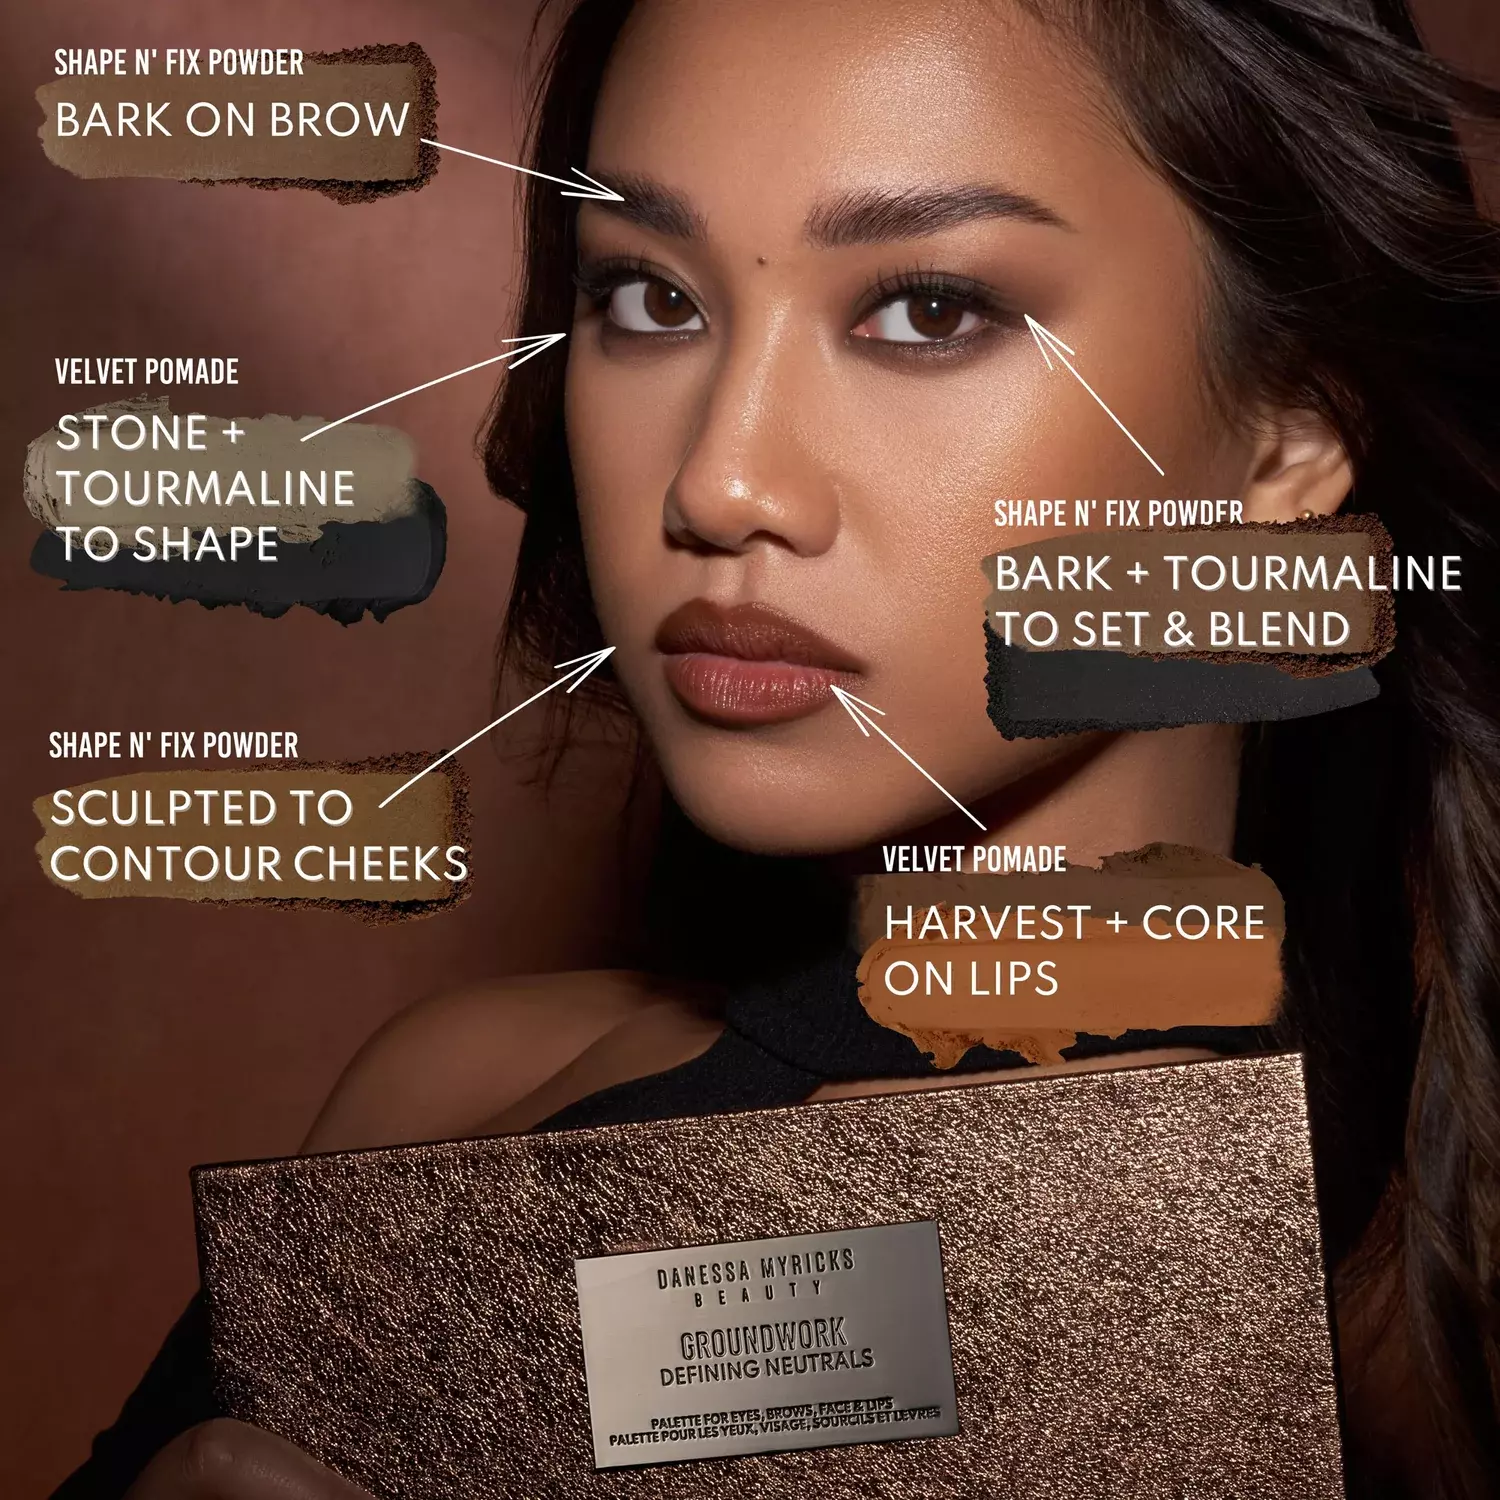 SHAPE N' FIX POWDER
BARK ON BROW
VELVET POMADE
STONE +
TOURMALINE
TO SHAPE
SHAPE N' FIX POWDER
BARK + TOURMALINE
TO SET & BLEND
SHAPE N' FIX POWDER
SCULPTED TO
CONTOUR CHEEKS
VELVET POMADE
HARVEST + CORE
ON LIPS
DANESSA MYRICKS
BEAUTY
GROUNDWORK
DEFINING NEUTRALS
PALETTE FOR EYES, BROWS, FACE & LIPS
PALETTE POUR LES YEUX, VISAGE, SOURCILS ET LEVRES